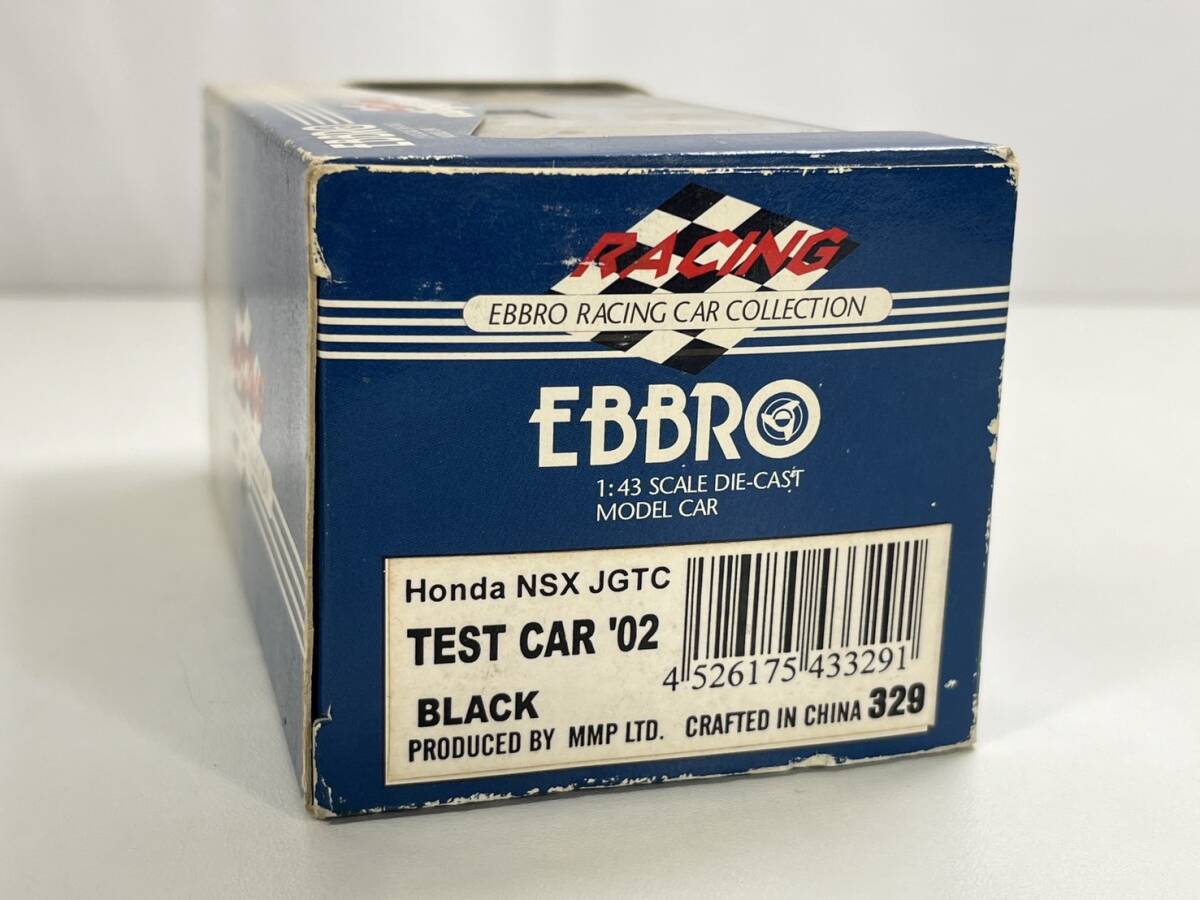 RACING
EBBRO RACING CAR COLLECTION
EBBRO
1:43 SCALE DIE-CAST
MODEL CAR
Honda NSX JGTC
TEST CAR '02
4 526175 433291
BLACK
PRODUCED BY MMP LTD. CRAFTED IN CHINA 329
EBBRO